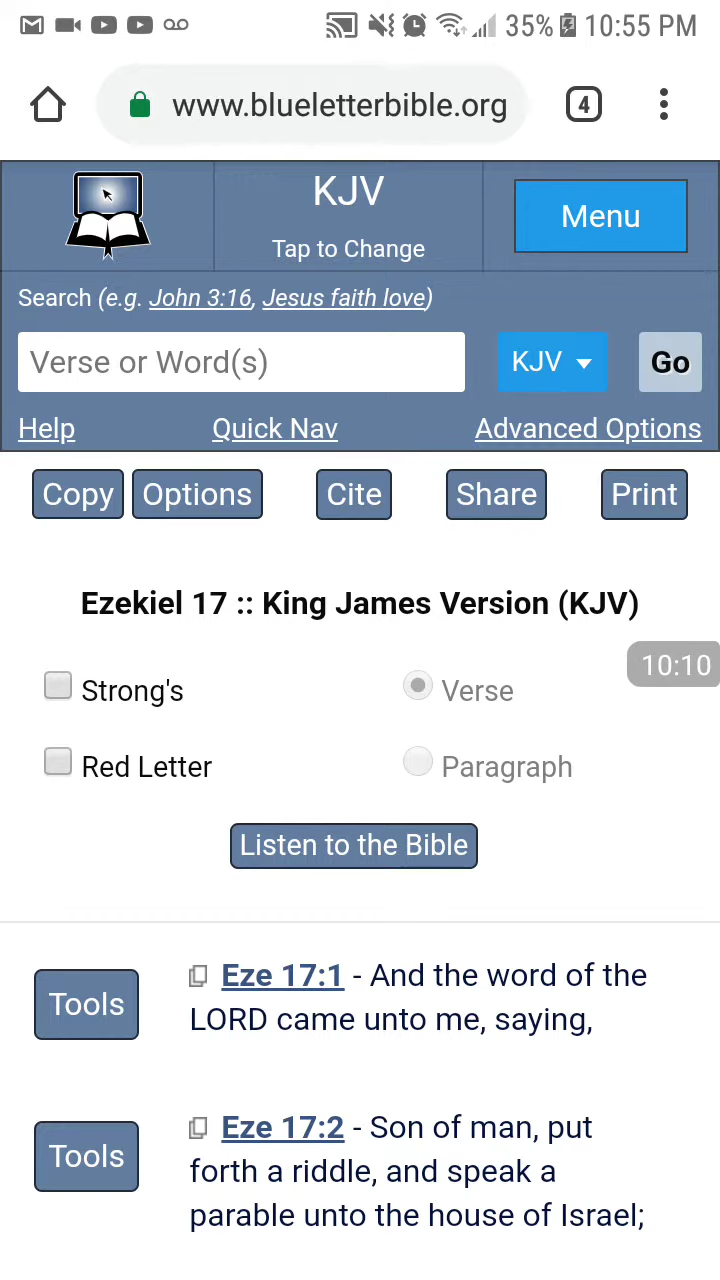 35% 10:55 PM
www.blueletterbible.org 4
KJV
Tap to Change
Menu
Search (e.g. John 3:16, Jesus faith love)
Verse or Word(s) KJV Go
Help Quick Nav Advanced Options
Copy Options Cite Share Print
Ezekiel 17 :: King James Version (KJV)
10:10
Strong's Verse
Red Letter Paragraph
Listen to the Bible
Tools
Eze 17:1 - And the word of the
LORD came unto me, saying,
Tools
Eze 17:2 - Son of man, put
forth a riddle, and speak a
parable unto the house of Israel;